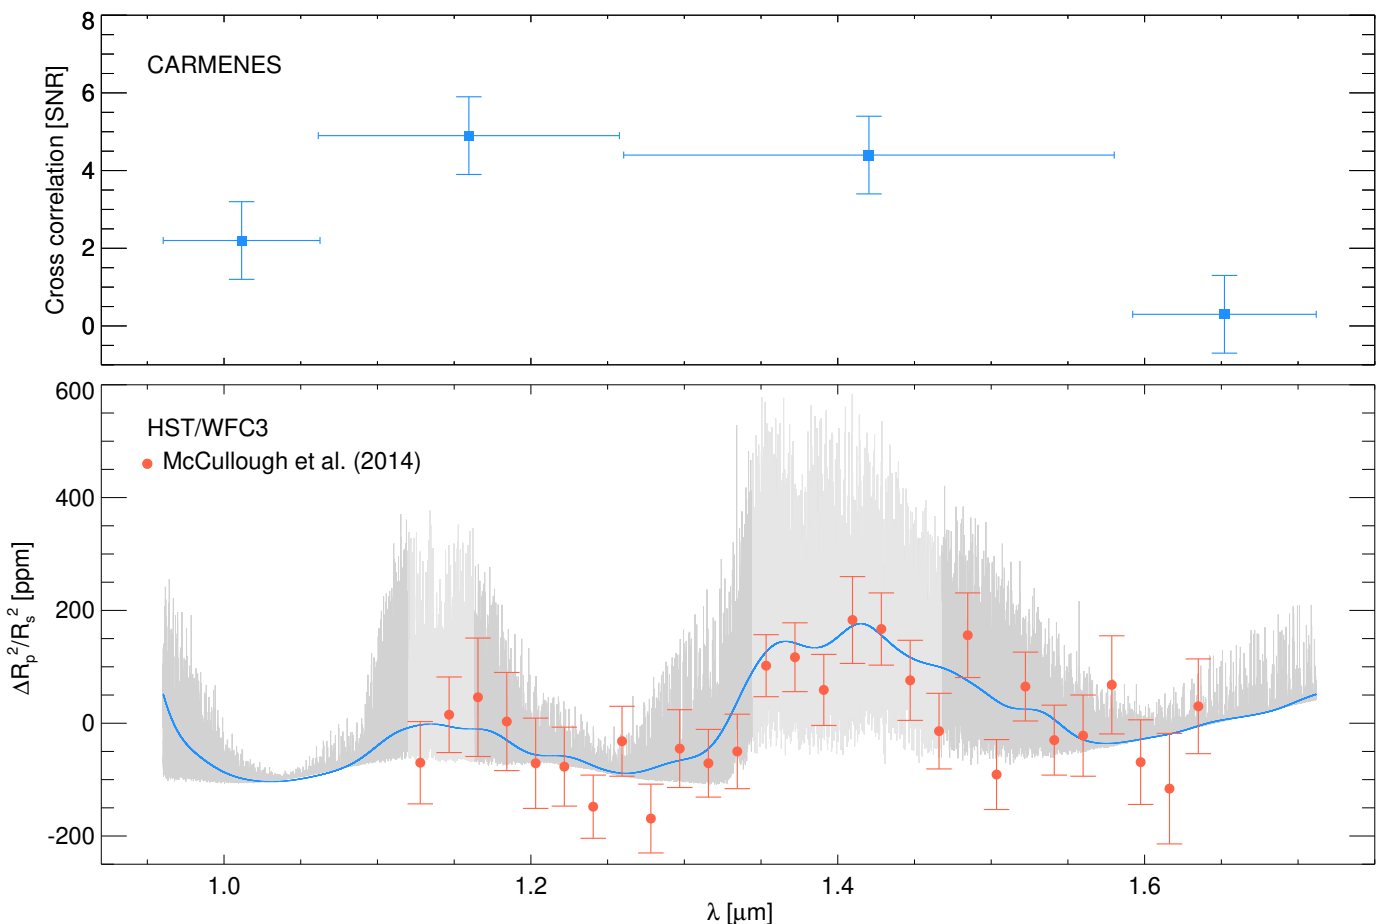 8
6
4
2
0
Cross correlation [SNR]
CARMENES
600
400
200
0
-200
ΔRp²/Rs² [ppm]
HST/WFC3
McCullough et al. (2014)
1.0 1.2 1.4 1.6
λ [μm]